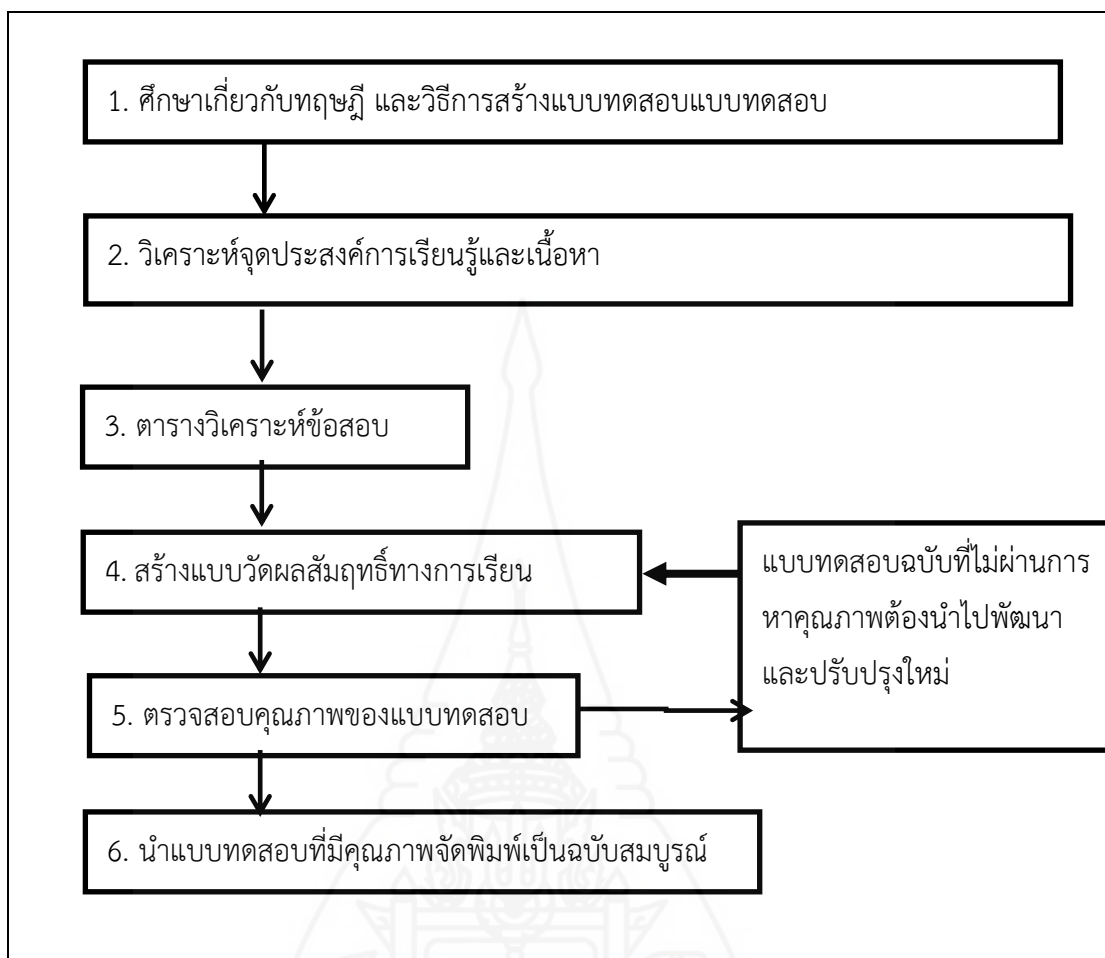 1. ศึกษาเกี่ยวกับทฤษฎี และวิธีการสร้างแบบทดสอบแบบทดสอบ
2. วิเคราะห์จุดประสงค์การเรียนรู้และเนื้อหา
3. ตารางวิเคราะห์ข้อสอบ
4. สร้างแบบวัดผลสัมฤทธิ์ทางการเรียน
แบบทดสอบฉบับที่ไม่ผ่านการ
หาคุณภาพต้องนำไปพัฒนา
และปรับปรุงใหม่
5. ตรวจสอบคุณภาพของแบบทดสอบ
6. นำแบบทดสอบที่มีคุณภาพจัดพิมพ์เป็นฉบับสมบูรณ์